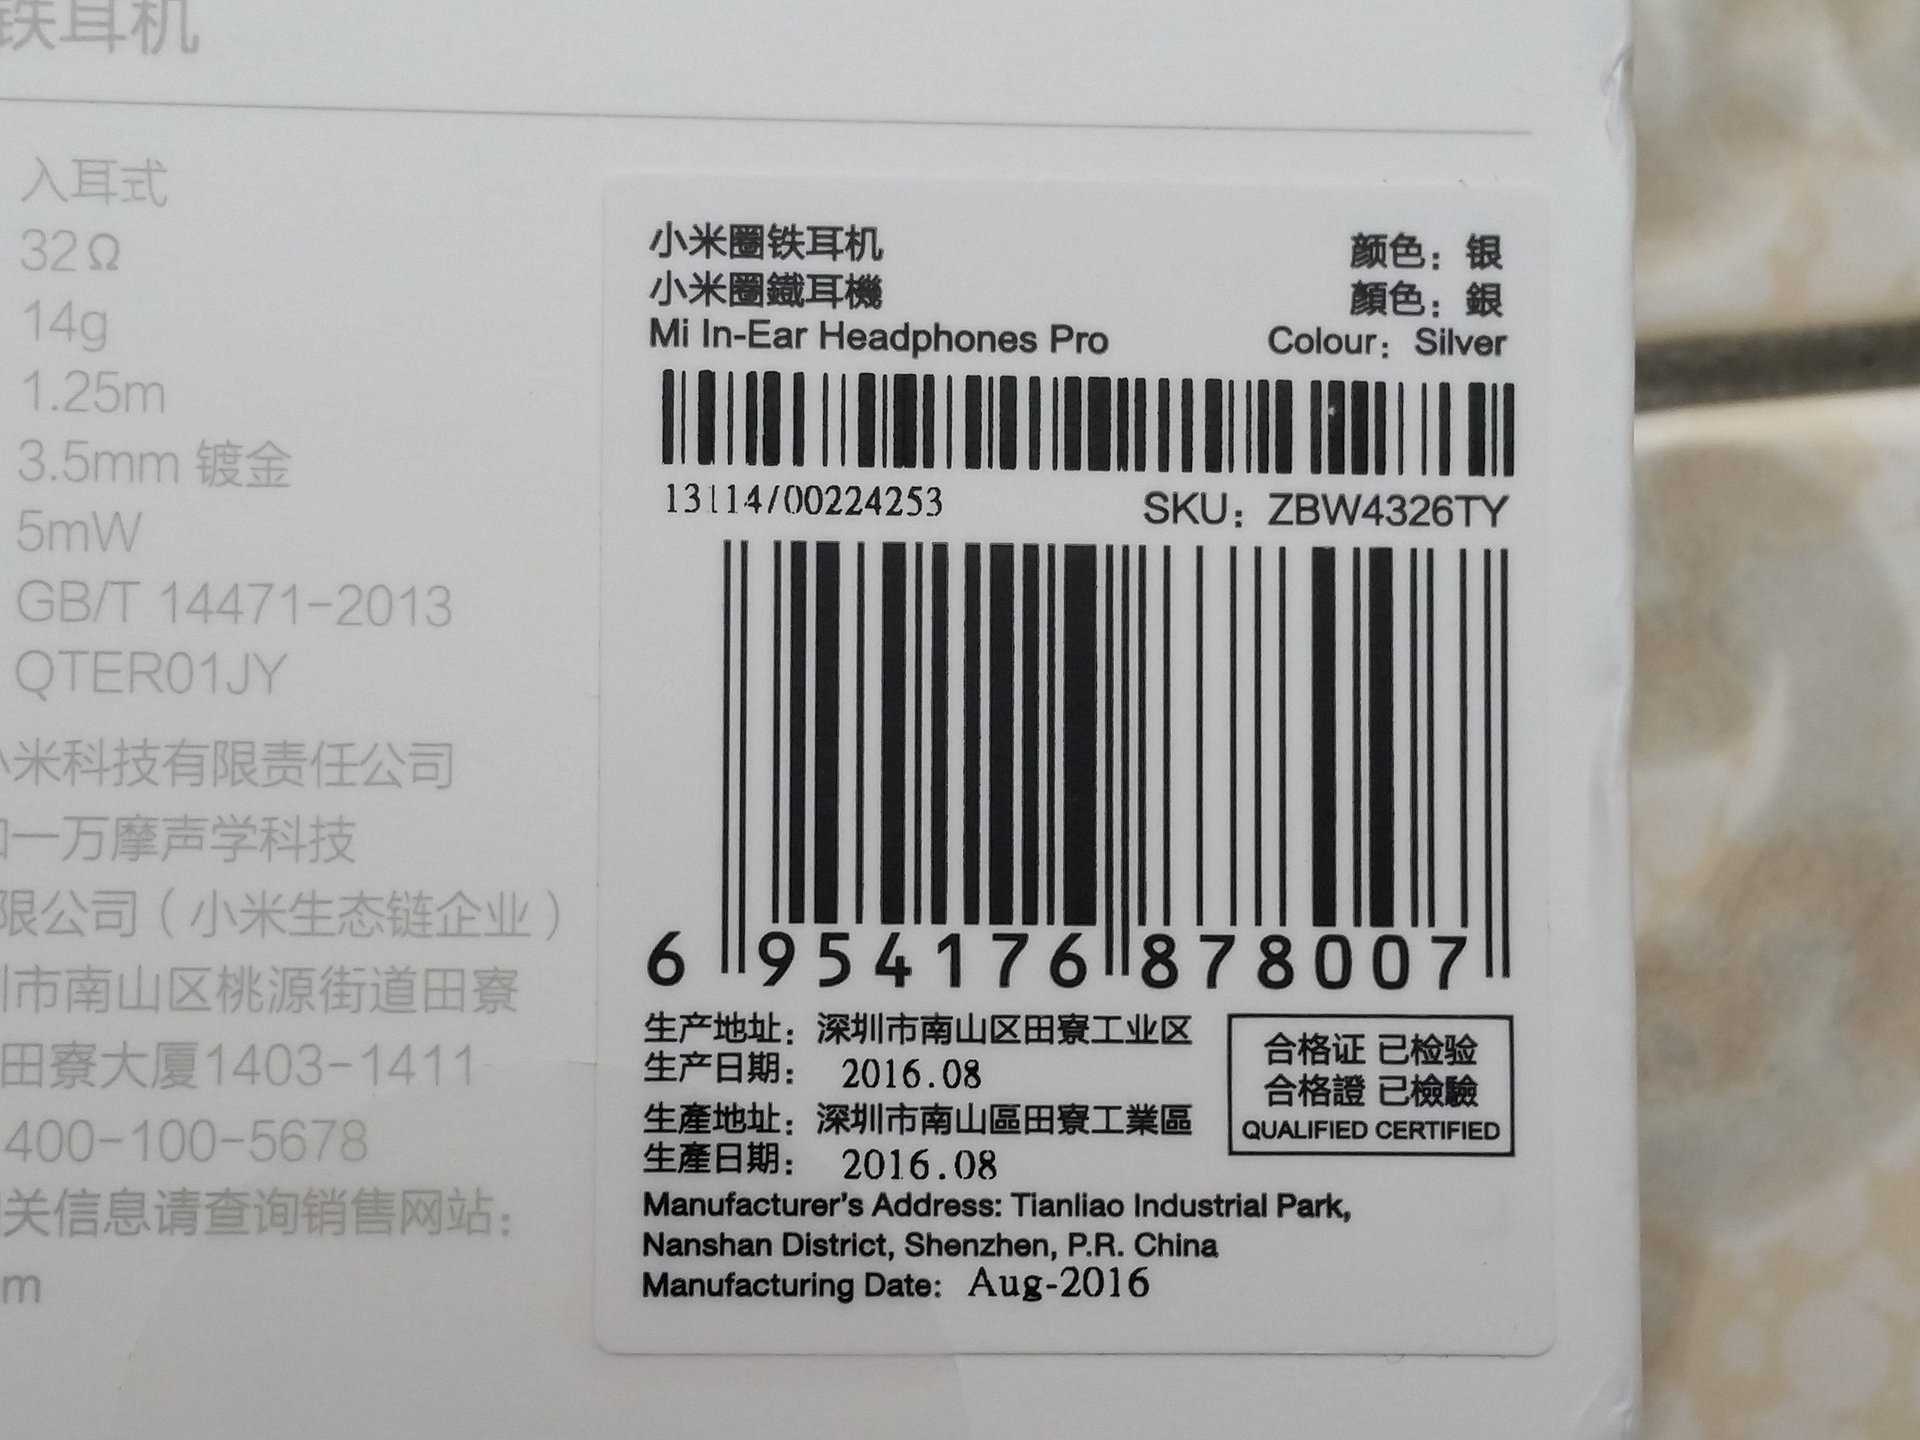 铁耳机
入耳式
32Ω
14g
1.25m
3.5mm 镀金
5mW
GB/T 14471-2013
QTER01JY
小米科技有限责任公司
一万摩声学科技
限公司（小米生态链企业）
圳市南山区桃源街道田寮
田寮大厦1403-1411
400-100-5678
关信息请查询销售网站：
m
小米圈铁耳机
小米圈鐵耳機
Mi In-Ear Headphones Pro
颜色：银
顏色：銀
Colour：Silver
13114/00224253
SKU：ZBW4326TY
6 954176 878007
生产地址：深圳市南山区田寮工业区
生产日期：2016.08
生產地址：深圳市南山區田寮工業區
生產日期：2016.08
合格证 已检验
合格證 已檢驗
QUALIFIED CERTIFIED
Manufacturer's Address: Tianliao Industrial Park,
Nanshan District, Shenzhen, P.R. China
Manufacturing Date: Aug-2016